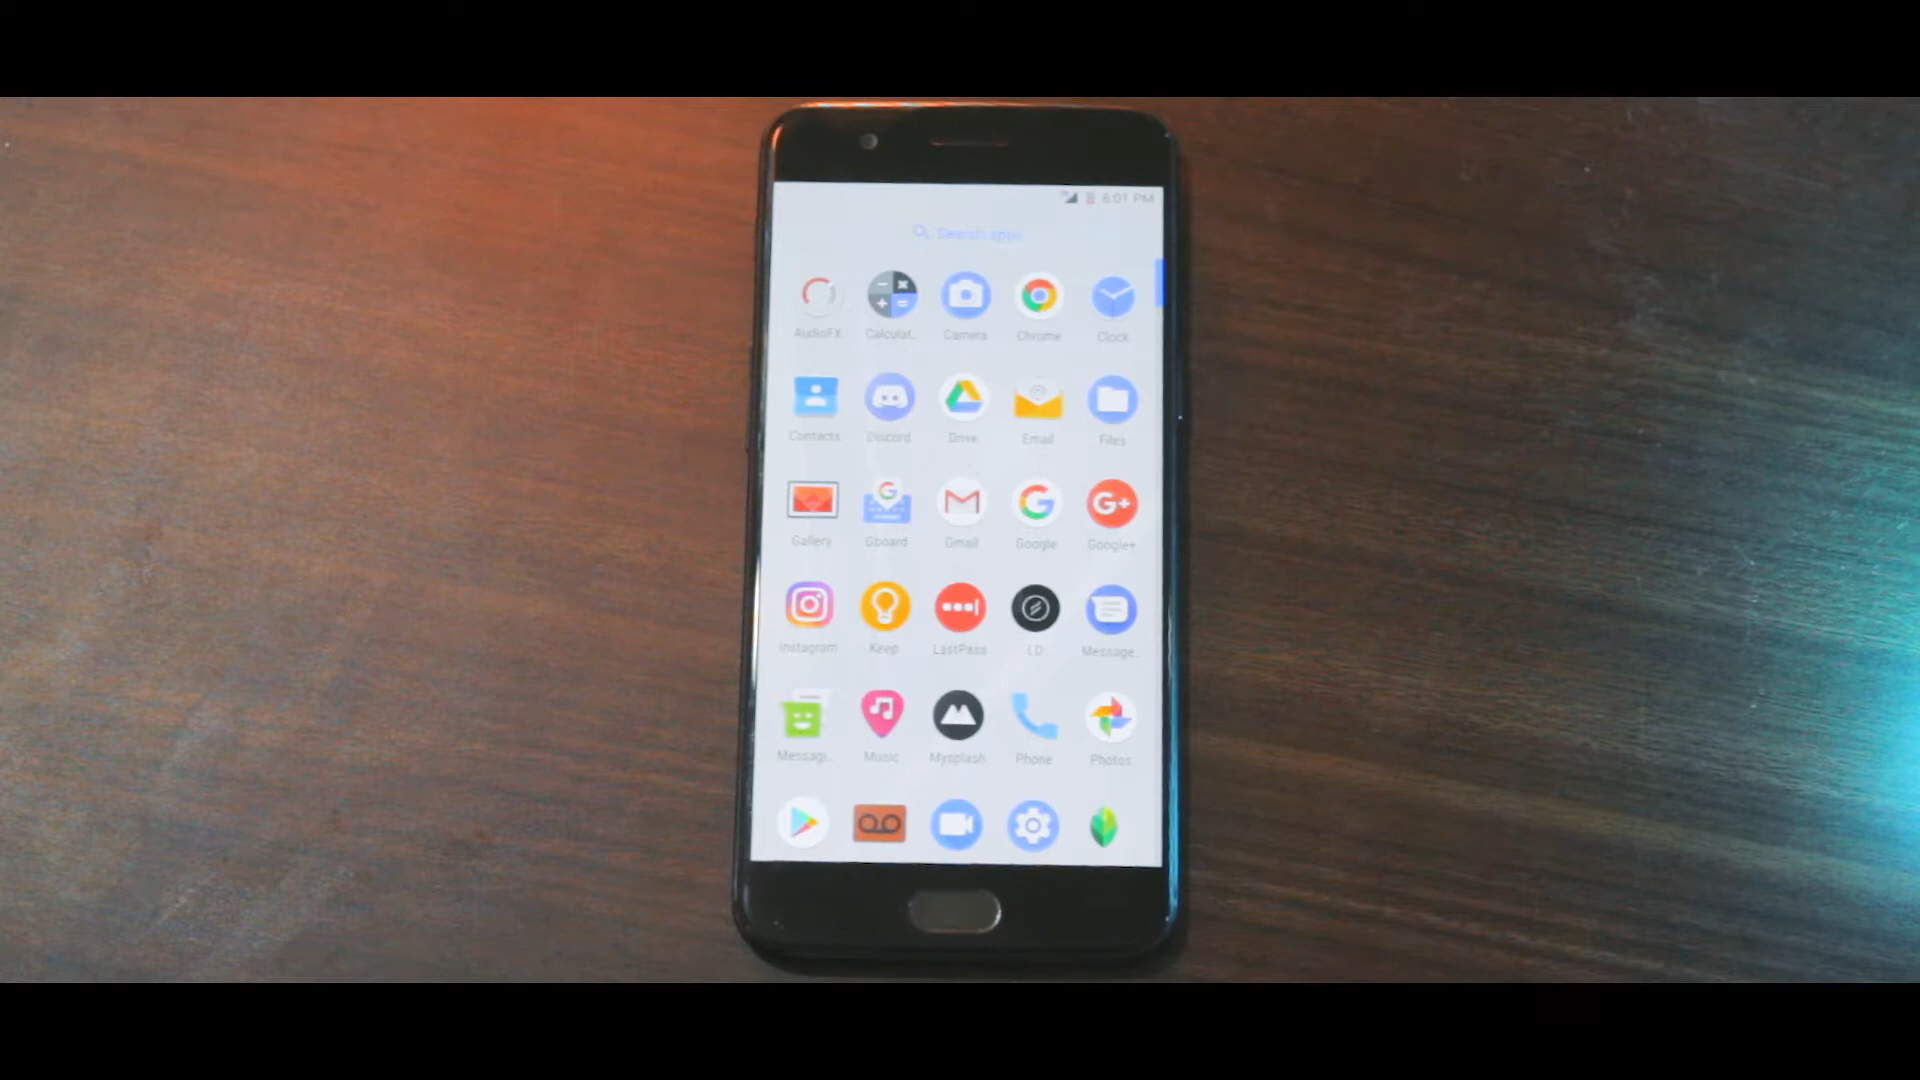 6:01 PM
Search apps
AudioFX Calculat.. Camera Chrome Clock
Contacts Discord Drive Email Files
Gallery Gboard Gmail Google Google+
Instagram Keep LastPass LD Message..
Messagi.. Music Mysplash Phone Photos